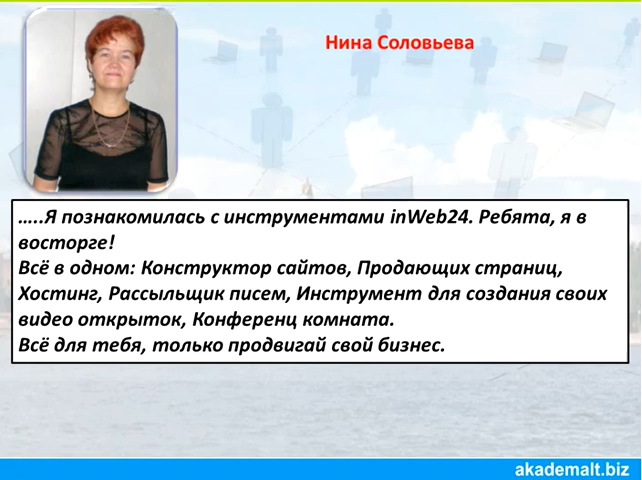 Нина Соловьева
…..Я познакомилась с инструментами inWeb24. Ребята, я в
восторге!
Всё в одном: Конструктор сайтов, Продающих страниц,
Хостинг, Рассыльщик писем, Инструмент для создания своих
видео открыток, Конференц комната.
Всё для тебя, только продвигай свой бизнес.
akademalt.biz